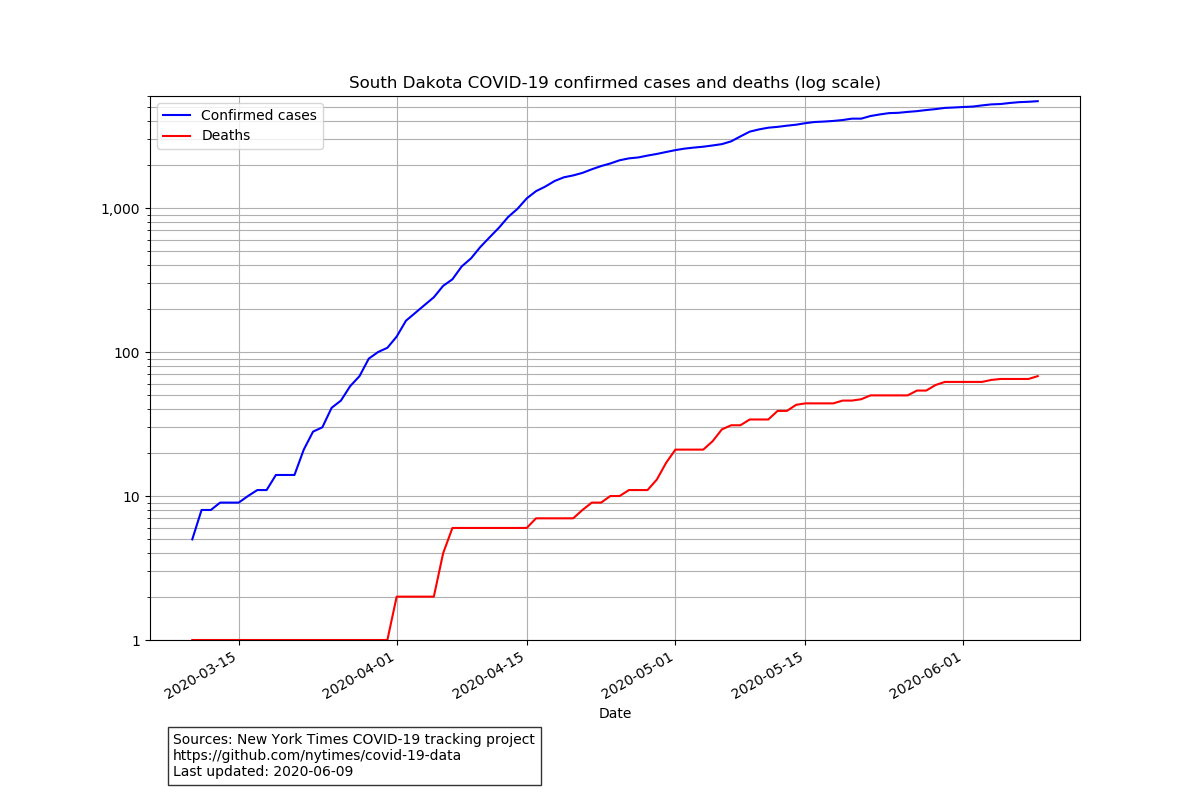 South Dakota COVID-19 confirmed cases and deaths (log scale)
Confirmed cases
Deaths
1,000
100
10
1
2020-03-15
2020-04-01
2020-04-15
2020-05-01
2020-05-15
2020-06-01
Date
Sources: New York Times COVID-19 tracking project
https://github.com/nytimes/covid-19-data
Last updated: 2020-06-09